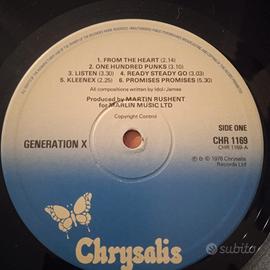 1. FROM THE HEART (2.14)
2. ONE HUNDRED PUNKS (3.10)
3. LISTEN (3.30) 4. READY STEADY GO (3.03)
5. KLEENEX (3.25) 6. PROMISES PROMISES (5.30)
All compositions written by Idol/James
Produced by MARTIN RUSHENT
for MARLIN MUSIC LTD
Copyright Control
GENERATION X
SIDE ONE
CHR 1169
CHR 1169-A
℗ © 1978 Chrysalis
Records Ltd
Chrysalis
subito